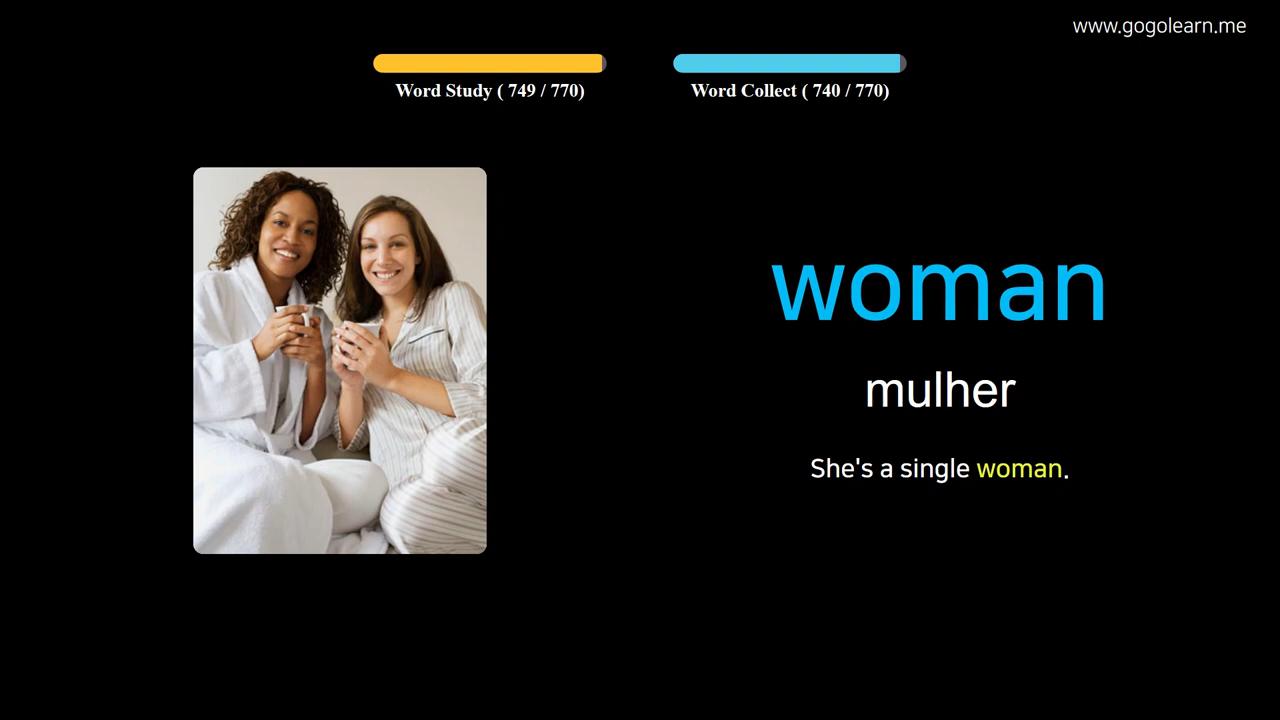 www.gogolearn.me
Word Study ( 749 / 770)
Word Collect ( 740 / 770)
woman
mulher
She's a single woman.